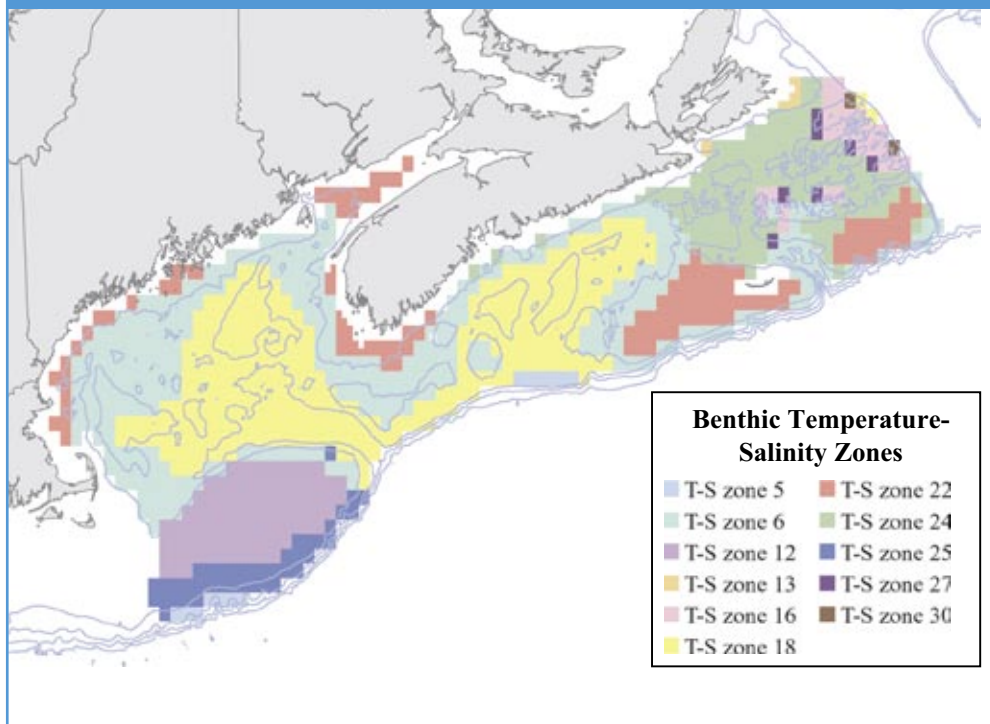 Benthic Temperature-
Salinity Zones
T-S zone 5
T-S zone 6
T-S zone 12
T-S zone 13
T-S zone 16
T-S zone 18
T-S zone 22
T-S zone 24
T-S zone 25
T-S zone 27
T-S zone 30